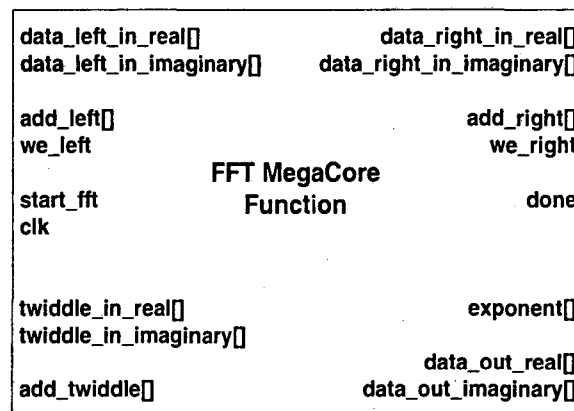 data_left_in_real[] data_right_in_real[]
data_left_in_imaginary[] data_right_in_imaginary[]
add_left[] add_right[]
we_left we_right
FFT MegaCore
start_fft Function done
clk
twiddle_in_real[] exponent[]
twiddle_in_imaginary[]
data_out_real[]
add_twiddle[] data_out_imaginary[]